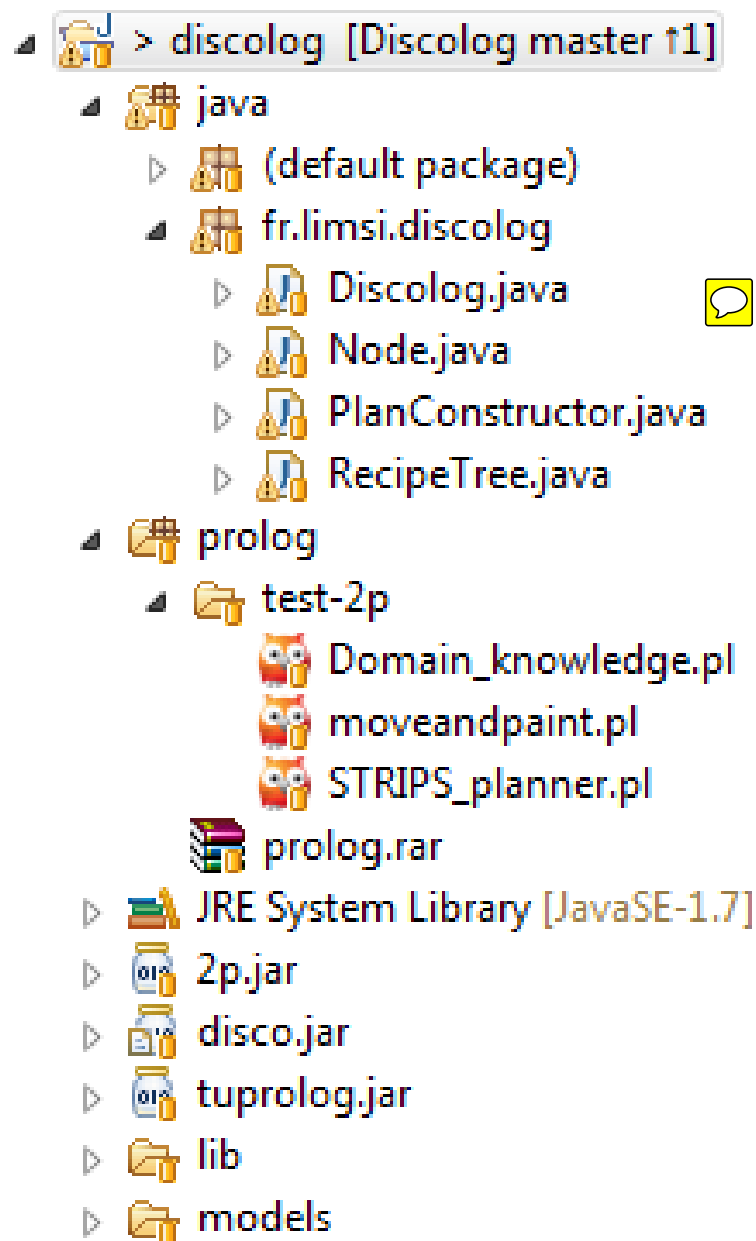 > discolog [Discolog master ↑1]
java
(default package)
fr.limsi.discolog
Discolog.java
Node.java
PlanConstructor.java
RecipeTree.java
prolog
test-2p
Domain_knowledge.pl
moveandpaint.pl
STRIPS_planner.pl
prolog.rar
JRE System Library [JavaSE-1.7]
2p.jar
disco.jar
tuprolog.jar
lib
models